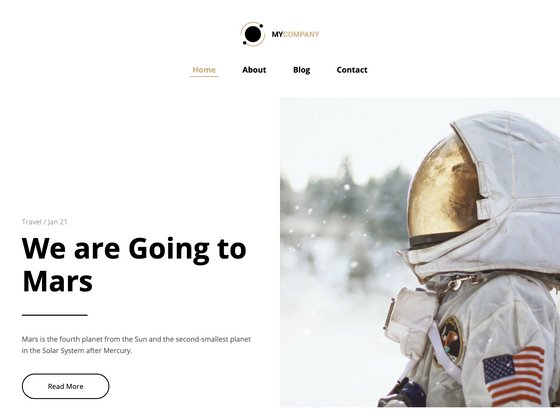 MYCOMPANY
Home About Blog Contact
Travel / Jan 21
We are Going to
Mars
Mars is the fourth planet from the Sun and the second-smallest planet
in the Solar System after Mercury.
Read More